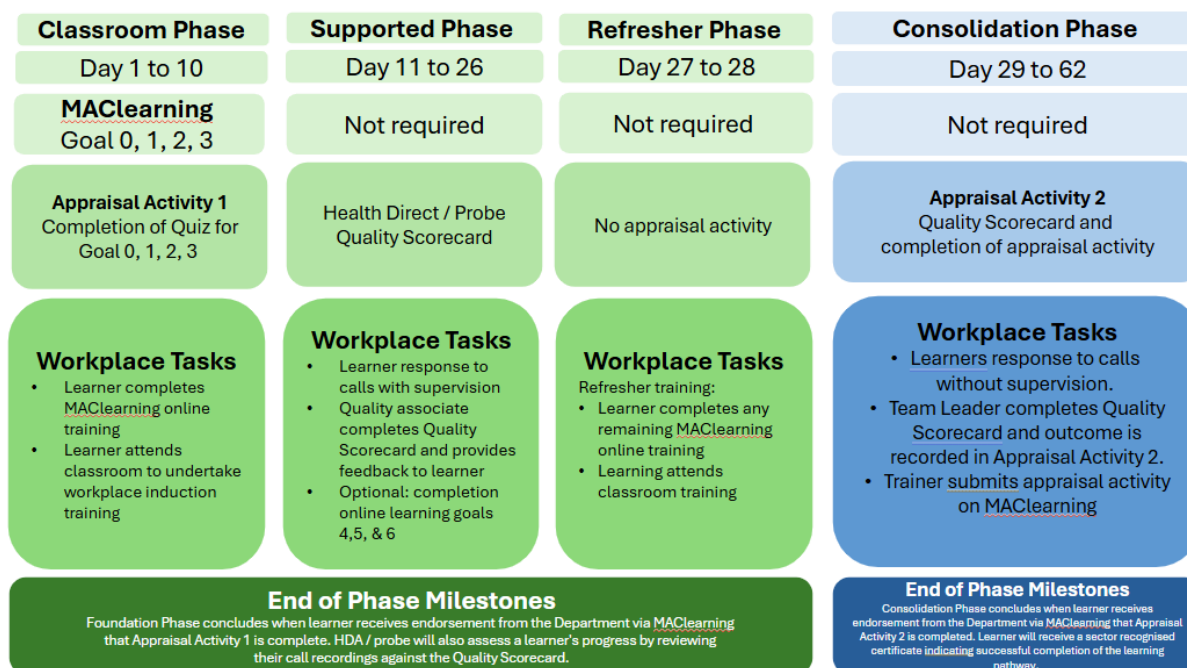 Classroom Phase
Day 1 to 10
MAClearning
Goal 0, 1, 2, 3
Appraisal Activity 1
Completion of Quiz for
Goal 0, 1, 2, 3
Workplace Tasks
• Learner completes
MAClearning online
training
• Learner attends
classroom to undertake
workplace induction
training
Supported Phase
Day 11 to 26
Not required
Health Direct / Probe
Quality Scorecard
Workplace Tasks
• Learner response to
calls with supervision
• Quality associate
completes Quality
Scorecard and provides
feedback to learner
• Optional: completion
online learning goals
4,5, & 6
Refresher Phase
Day 27 to 28
Not required
No appraisal activity
Workplace Tasks
Refresher training:
• Learner completes any
remaining MAClearning
online training
• Learning attends
classroom training
End of Phase Milestones
Foundation Phase concludes when learner receives endorsement from the Department via MAClearning
that Appraisal Activity 1 is complete. HDA / probe will also assess a learner's progress by reviewing
their call recordings against the Quality Scorecard.
Consolidation Phase
Day 29 to 62
Not required
Appraisal Activity 2
Quality Scorecard and
completion of appraisal activity
Workplace Tasks
• Learners response to calls
without supervision.
• Team Leader completes Quality
Scorecard and outcome is
recorded in Appraisal Activity 2.
• Trainer submits appraisal activity
on MAClearning
End of Phase Milestones
Consolidation Phase concludes when learner receives
endorsement from the Department via MAClearning that Appraisal
Activity 2 is completed. Learner will receive a sector recognised
certificate indicating successful completion of the learning
pathway.